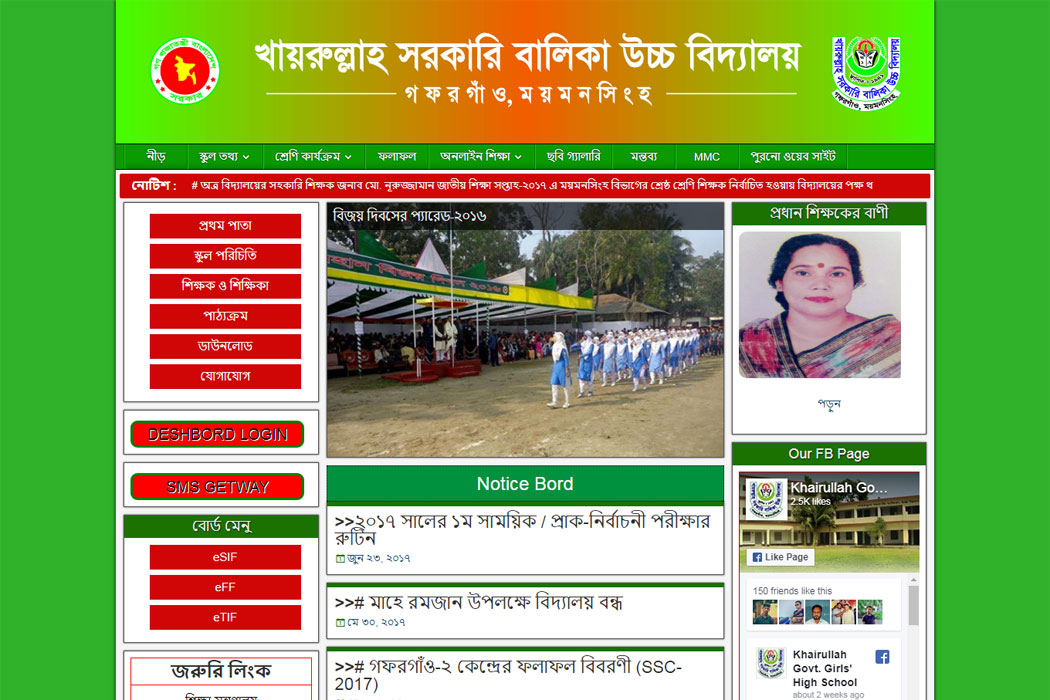 খায়রুল্লাহ সরকারি বালিকা উচ্চ বিদ্যালয়
গফরগাঁও, ময়মনসিংহ
নীড় স্কুল তথ্য শ্রেণি কার্যক্রম ফলাফল অনলাইন শিক্ষা ছবি গ্যালারি মন্তব্য MMC পুরনো ওয়েব সাইট
নোটিশ : # অত্র বিদ্যালয়ের সহকারি শিক্ষক জনাব মো. নুরুজ্জামান জাতীয় শিক্ষা সপ্তাহ-২০১৭ এ ময়মনসিংহ বিভাগের শ্রেষ্ঠ শ্রেণি শিক্ষক নির্বাচিত হওয়ায় বিদ্যালয়ের পক্ষ থ
প্রথম পাতা
স্কুল পরিচিতি
শিক্ষক ও শিক্ষিকা
পাঠ্যক্রম
ডাউনলোড
যোগাযোগ
DESHBORD LOGIN
SMS GETWAY
বোর্ড মেনু
eSIF
eFF
eTIF
জরুরি লিংক
শিক্ষা মন্ত্রণালয়
বিজয় দিবসের প্যারেড-২০১৬
Notice Bord
>>২০১৭ সালের ১ম সাময়িক / প্রাক-নির্বাচনী পরীক্ষার
রুটিন
জুন ২৩, ২০১৭
>># মাহে রমজান উপলক্ষে বিদ্যালয় বন্ধ
মে ৩০, ২০১৭
>># গফরগাঁও-২ কেন্দ্রের ফলাফল বিবরণী (SSC-
2017)
প্রধান শিক্ষকের বাণী
পড়ুন
Our FB Page
Khairullah Go...
2.5K likes
Like Page
150 friends like this
Khairullah
Govt. Girls'
High School
about 2 weeks ago